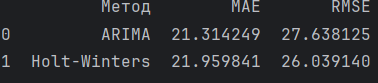 Метод MAE RMSE
0 ARIMA 21.314249 27.638125
1 Holt-Winters 21.959841 26.039140